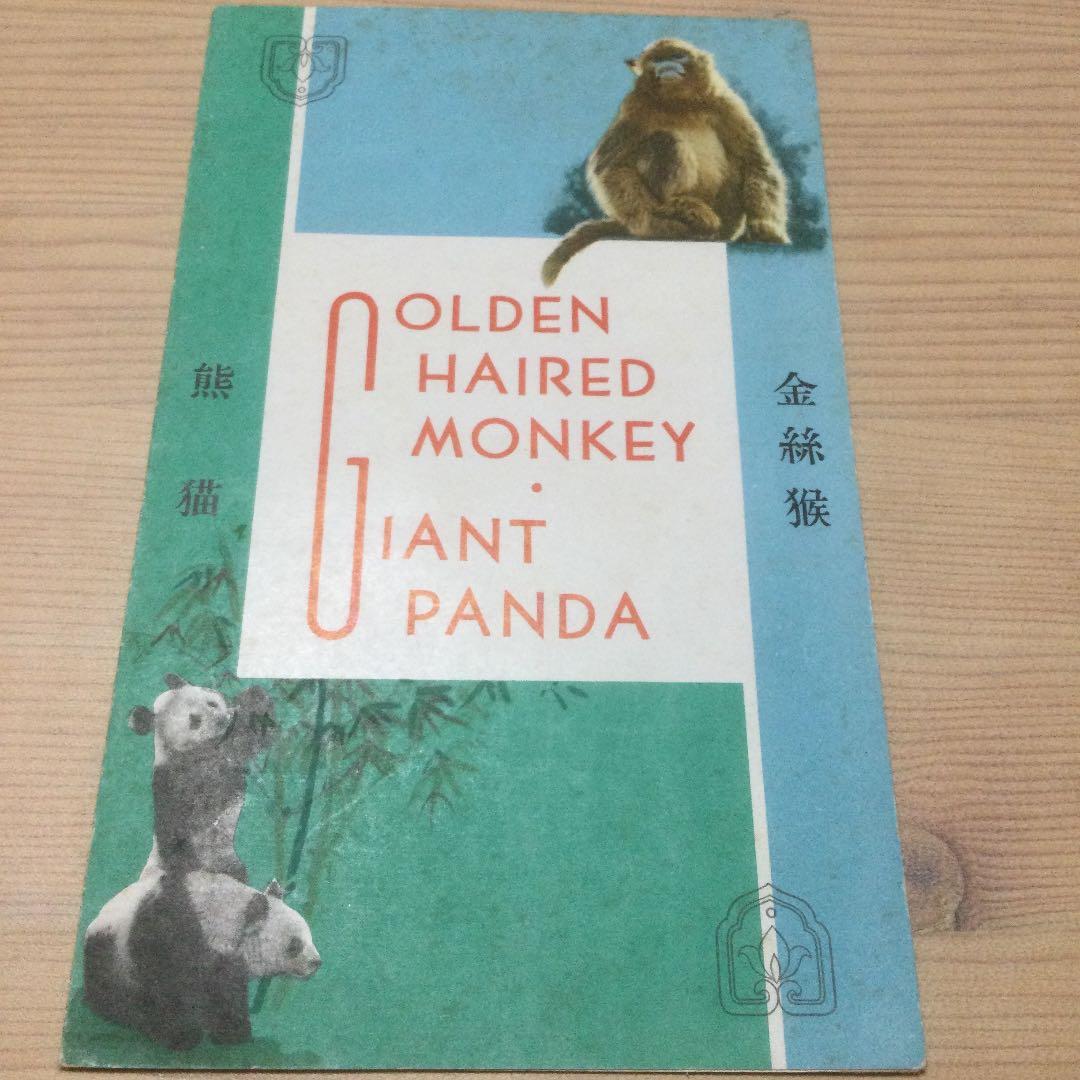 GOLDEN
HAIRED
MONKEY
·
GIANT
PANDA
金絲猴
熊猫